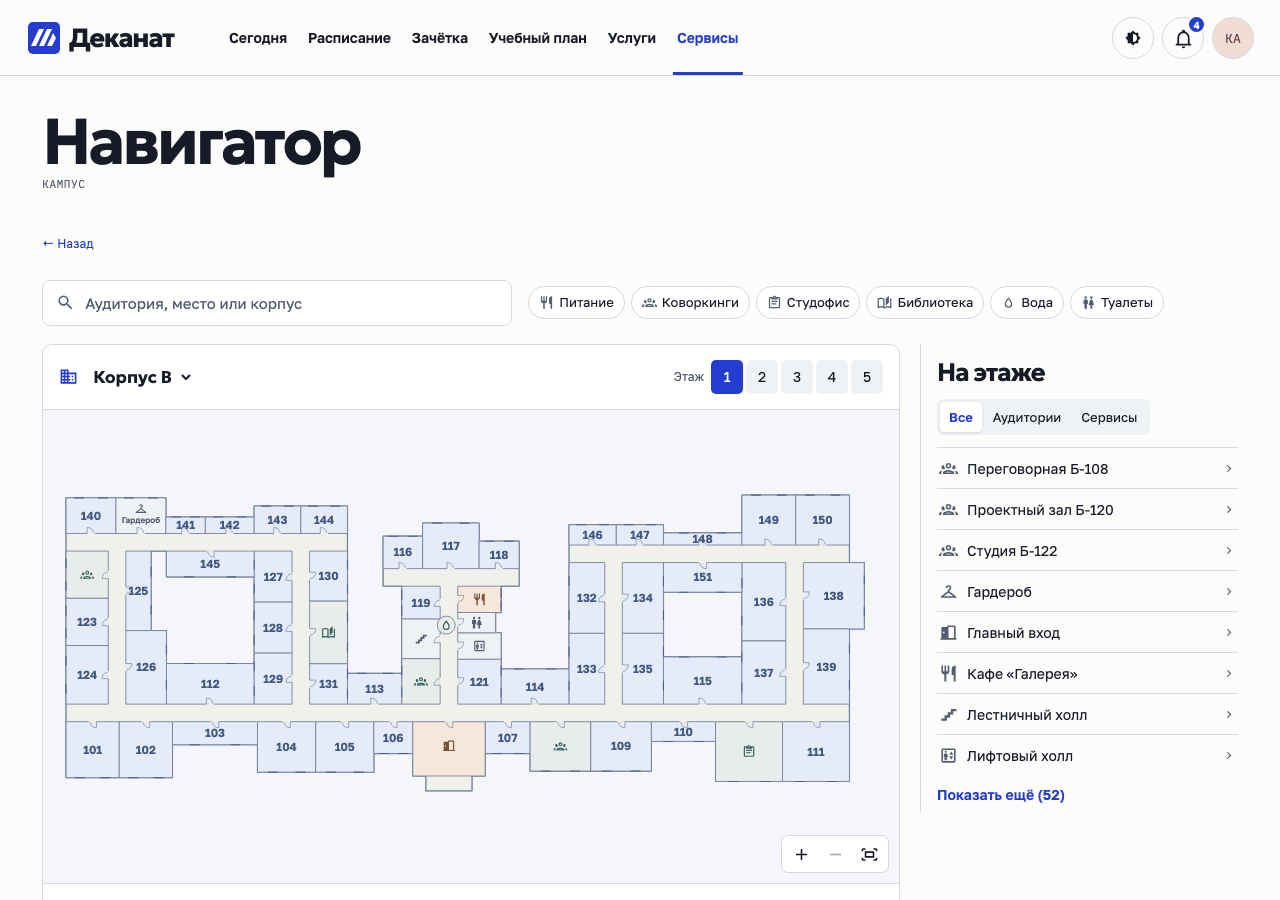 Деканат
Сегодня Расписание Зачётка Учебный план Услуги Сервисы
4
КА
Навигатор
КАМПУС
← Назад
Аудитория, место или корпус
Питание Коворкинги Студофис Библиотека Вода Туалеты
Корпус В
Этаж 1 2 3 4 5
140 Гардероб 141 142 143 144
145
125 127 130
123 128
124 126 112 129 131 113
116 117 118
119
121 114
146 147 148 149 150
151
132 134 136 138
133 135 115 137 139
101 102 103 104 105 106 107 109 110 111
На этаже
Все Аудитории Сервисы
Переговорная Б-108
Проектный зал Б-120
Студия Б-122
Гардероб
Главный вход
Кафе «Галерея»
Лестничный холл
Лифтовый холл
Показать ещё (52)